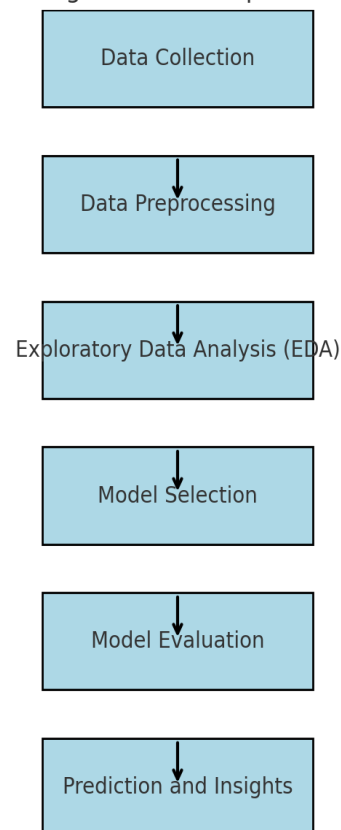 Data Collection
Data Preprocessing
Exploratory Data Analysis (EDA)
Model Selection
Model Evaluation
Prediction and Insights